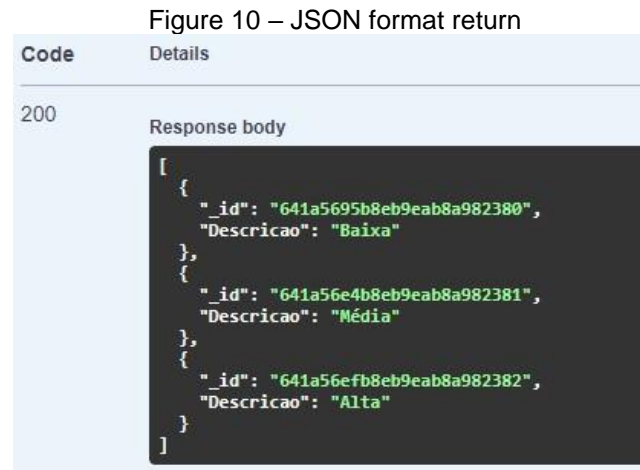 Figure 10 – JSON format return
Code Details
200
Response body
[
{
"_id": "641a5695b8eb9eab8a982380",
"Descricao": "Baixa"
},
{
"_id": "641a56e4b8eb9eab8a982381",
"Descricao": "Média"
},
{
"_id": "641a56efb8eb9eab8a982382",
"Descricao": "Alta"
}
]